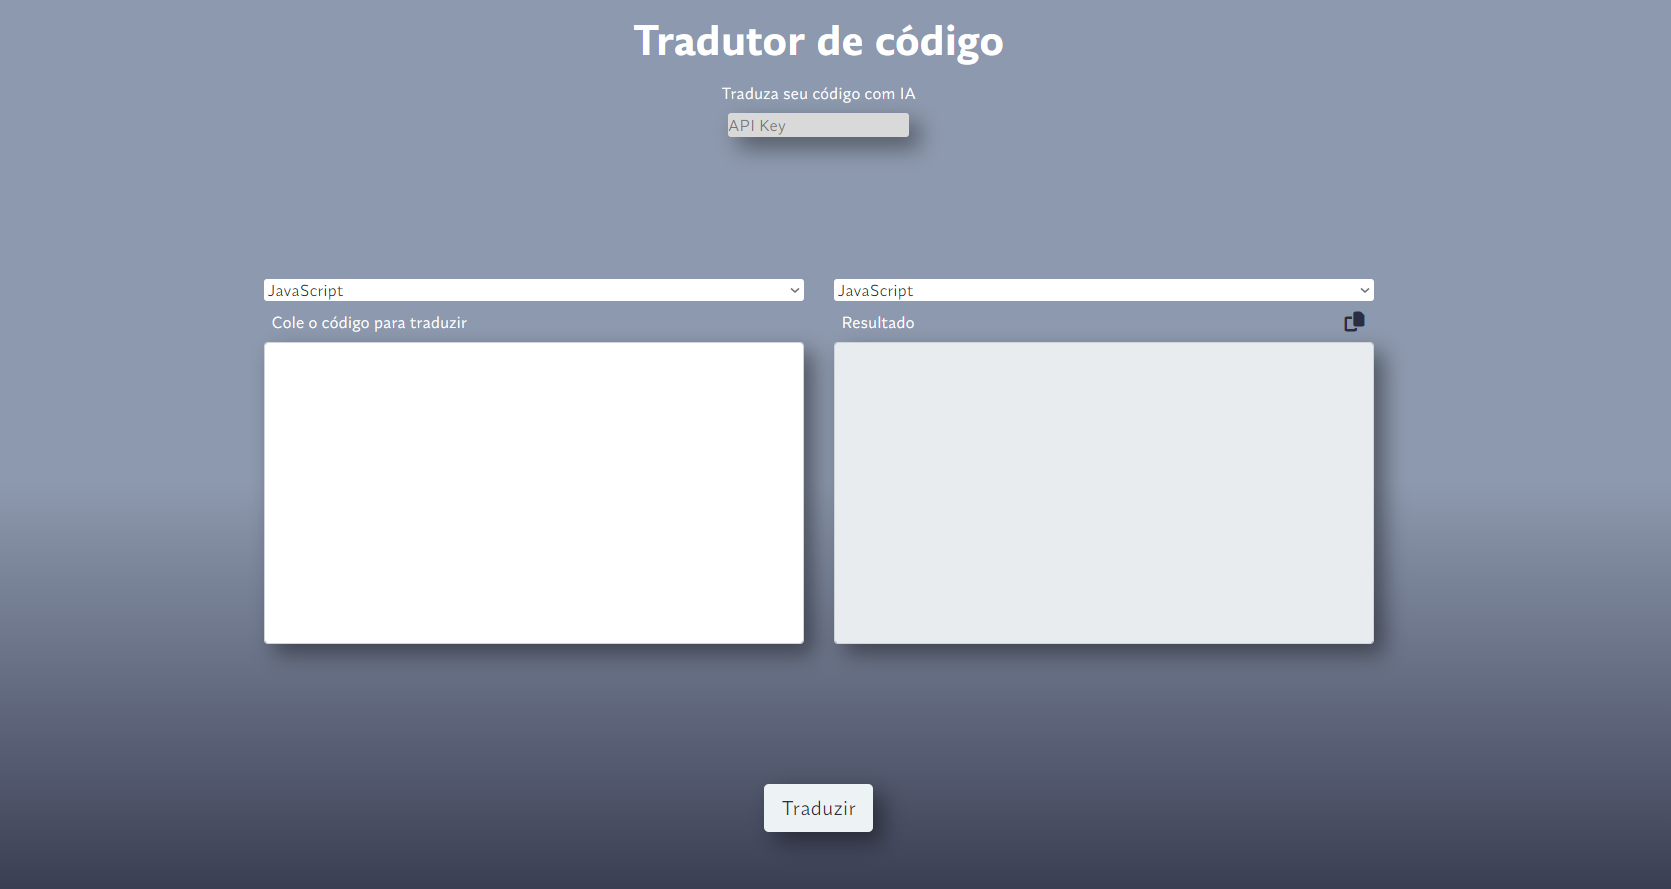 Tradutor de código
Traduza seu código com IA
API Key
JavaScript
Cole o código para traduzir
JavaScript
Resultado
Traduzir